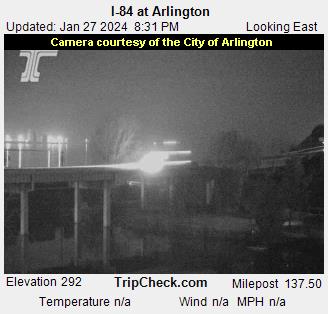 I-84 at Arlington
Updated: Jan 27 2024 8:31 PM Looking East
Camera courtesy of the City of Arlington
Elevation 292 TripCheck.com Milepost 137.50
Temperature n/a Wind n/a MPH n/a